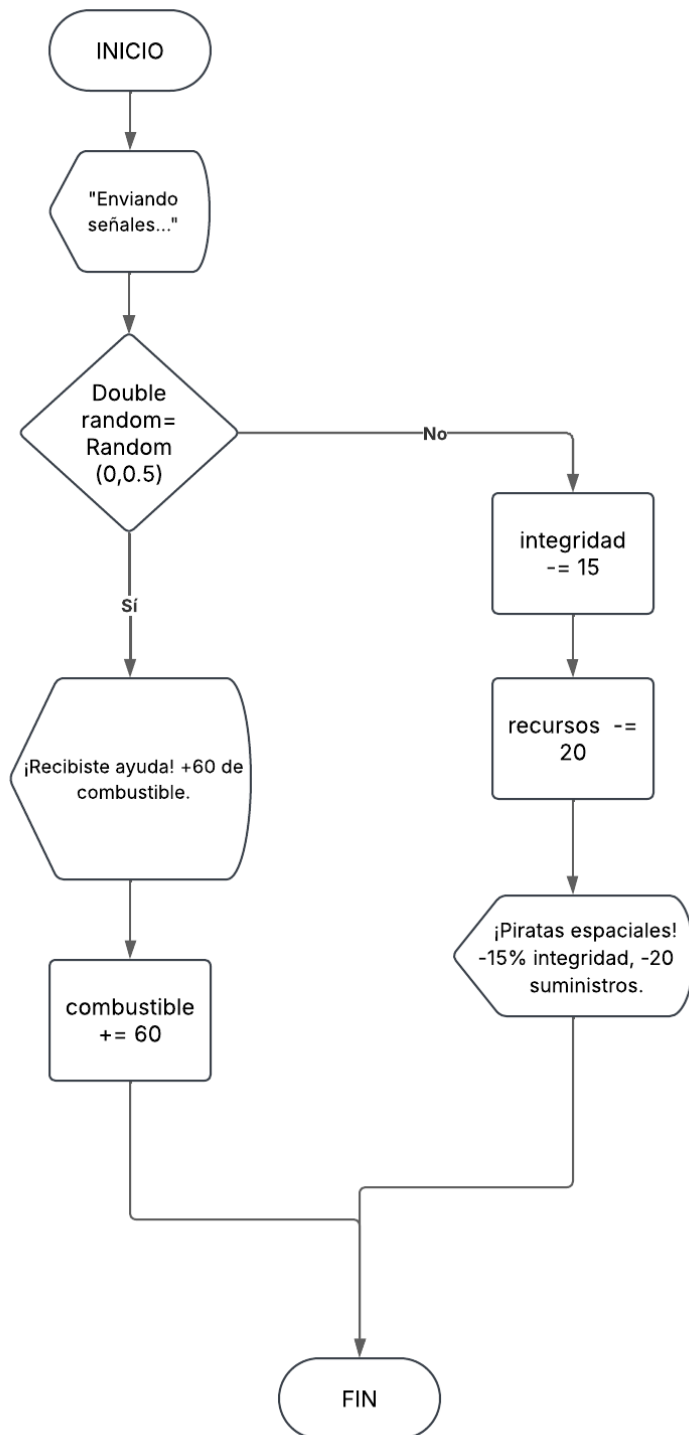 INICIO
"Enviando
señales..."
Double
random=
Random
(0,0.5)
No
Sí
integridad
-= 15
recursos  -=
20
¡Recibiste ayuda! +60 de
combustible.
¡Piratas espaciales!
-15% integridad, -20
suministros.
combustible
+= 60
FIN